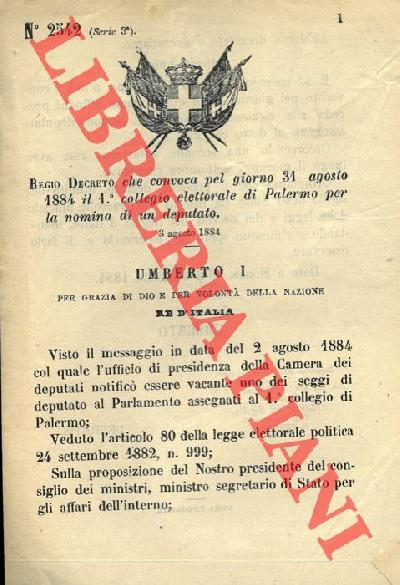 1
N° 2542 (Serie 3ª).
REGIO DECRETO che convoca pel giorno 31 agosto
1884 il 1.° collegio elettorale di Palermo per
la nomina di un deputato.
3 agosto 1884
UMBERTO I
PER GRAZIA DI DIO E PER VOLONTÀ DELLA NAZIONE
RE D'ITALIA
Visto il messaggio in data del 2 agosto 1884
col quale l'ufficio di presidenza della Camera dei
deputati notificò essere vacante uno dei seggi di
deputato al Parlamento assegnati al 1.° collegio di
Palermo;
Veduto l'articolo 80 della legge elettorale politica
24 settembre 1882, n. 999;
Sulla proposizione del Nostro presidente del con-
siglio dei ministri, ministro segretario di Stato per
gli affari dell'interno;
LIBRERIA PIANI